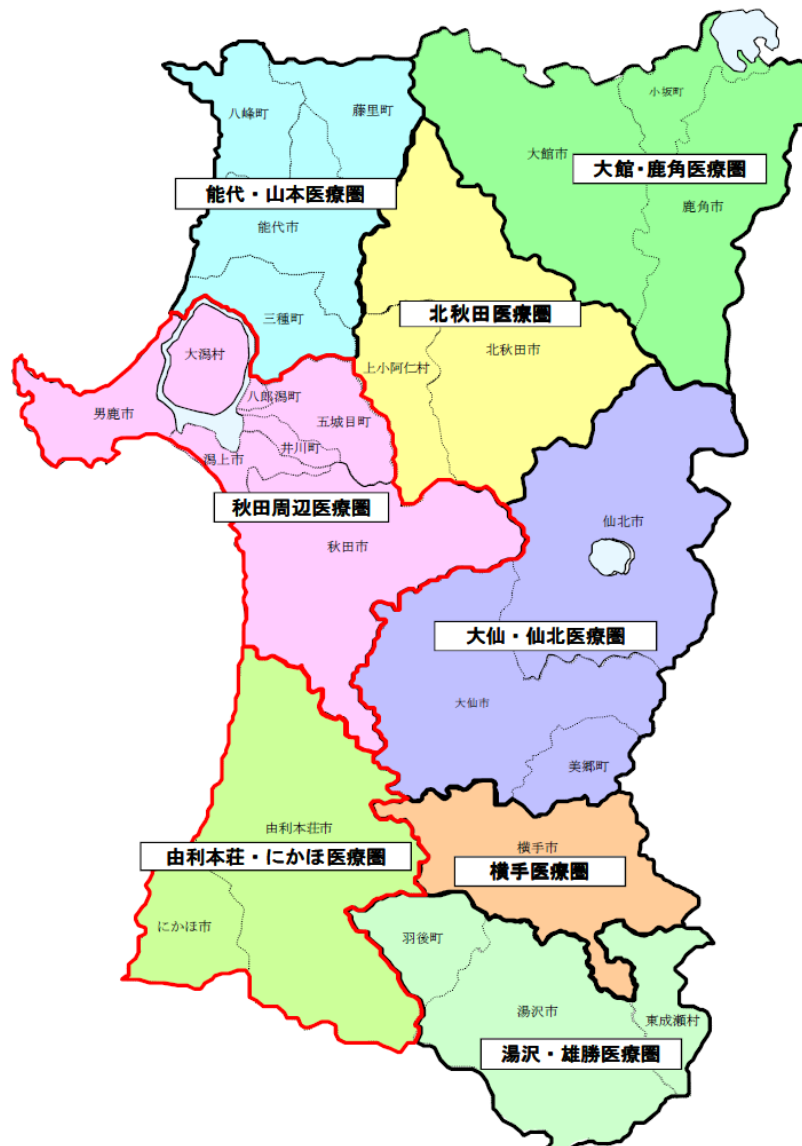 小坂町
八峰町
藤里町
大館市
大館・鹿角医療圏
能代・山本医療圏
鹿角市
能代市
北秋田医療圏
三種町
北秋田市
大潟村
上小阿仁村
八郎潟町
男鹿市
五城目町
井川町
潟上市
秋田周辺医療圏
仙北市
秋田市
大仙・仙北医療圏
大仙市
美郷町
由利本荘市
横手市
由利本荘・にかほ医療圏
横手医療圏
にかほ市
羽後町
湯沢市
東成瀬村
湯沢・雄勝医療圏